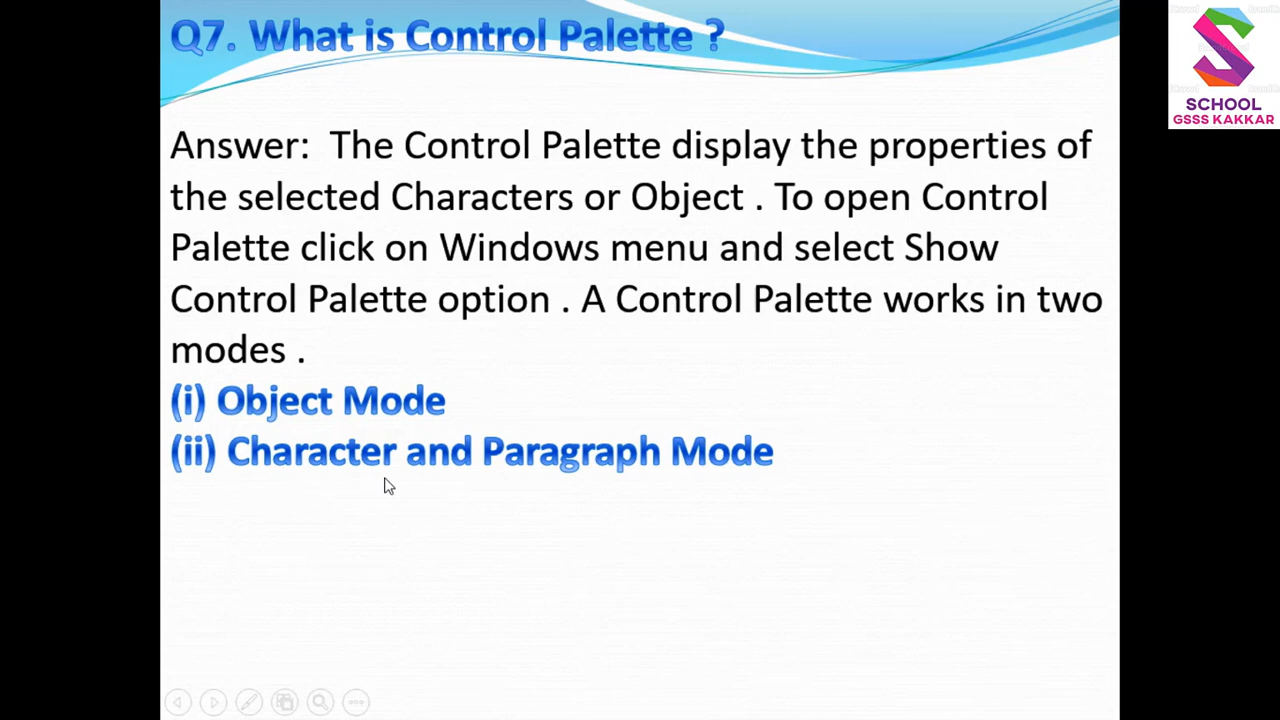 Q7. What is Control Palette ?
Answer:  The Control Palette display the properties of
the selected Characters or Object . To open Control
Palette click on Windows menu and select Show
Control Palette option . A Control Palette works in two
modes .
(i) Object Mode
(ii) Character and Paragraph Mode
SCHOOL
GSSS KAKKAR